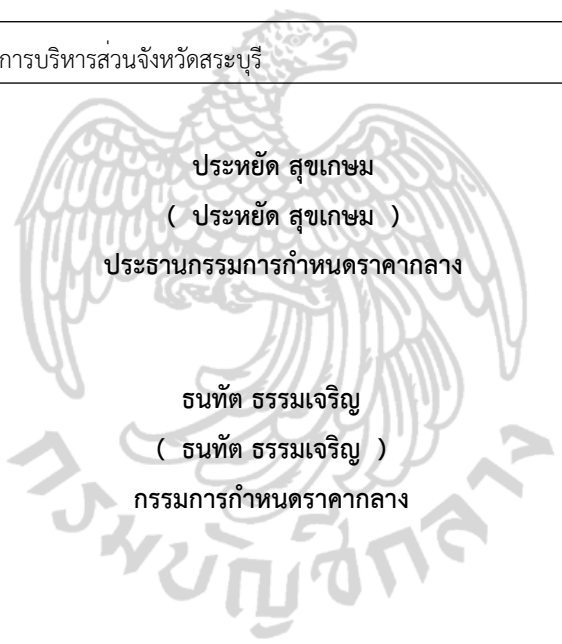 การบริหารส่วนจังหวัดสระบุรี
ประหยัด สุขเกษม
( ประหยัด สุขเกษม )
ประธานกรรมการกำหนดราคากลาง
ธนทัต ธรรมเจริญ
( ธนทัต ธรรมเจริญ )
กรรมการกำหนดราคากลาง
กรมบัญชีกลาง